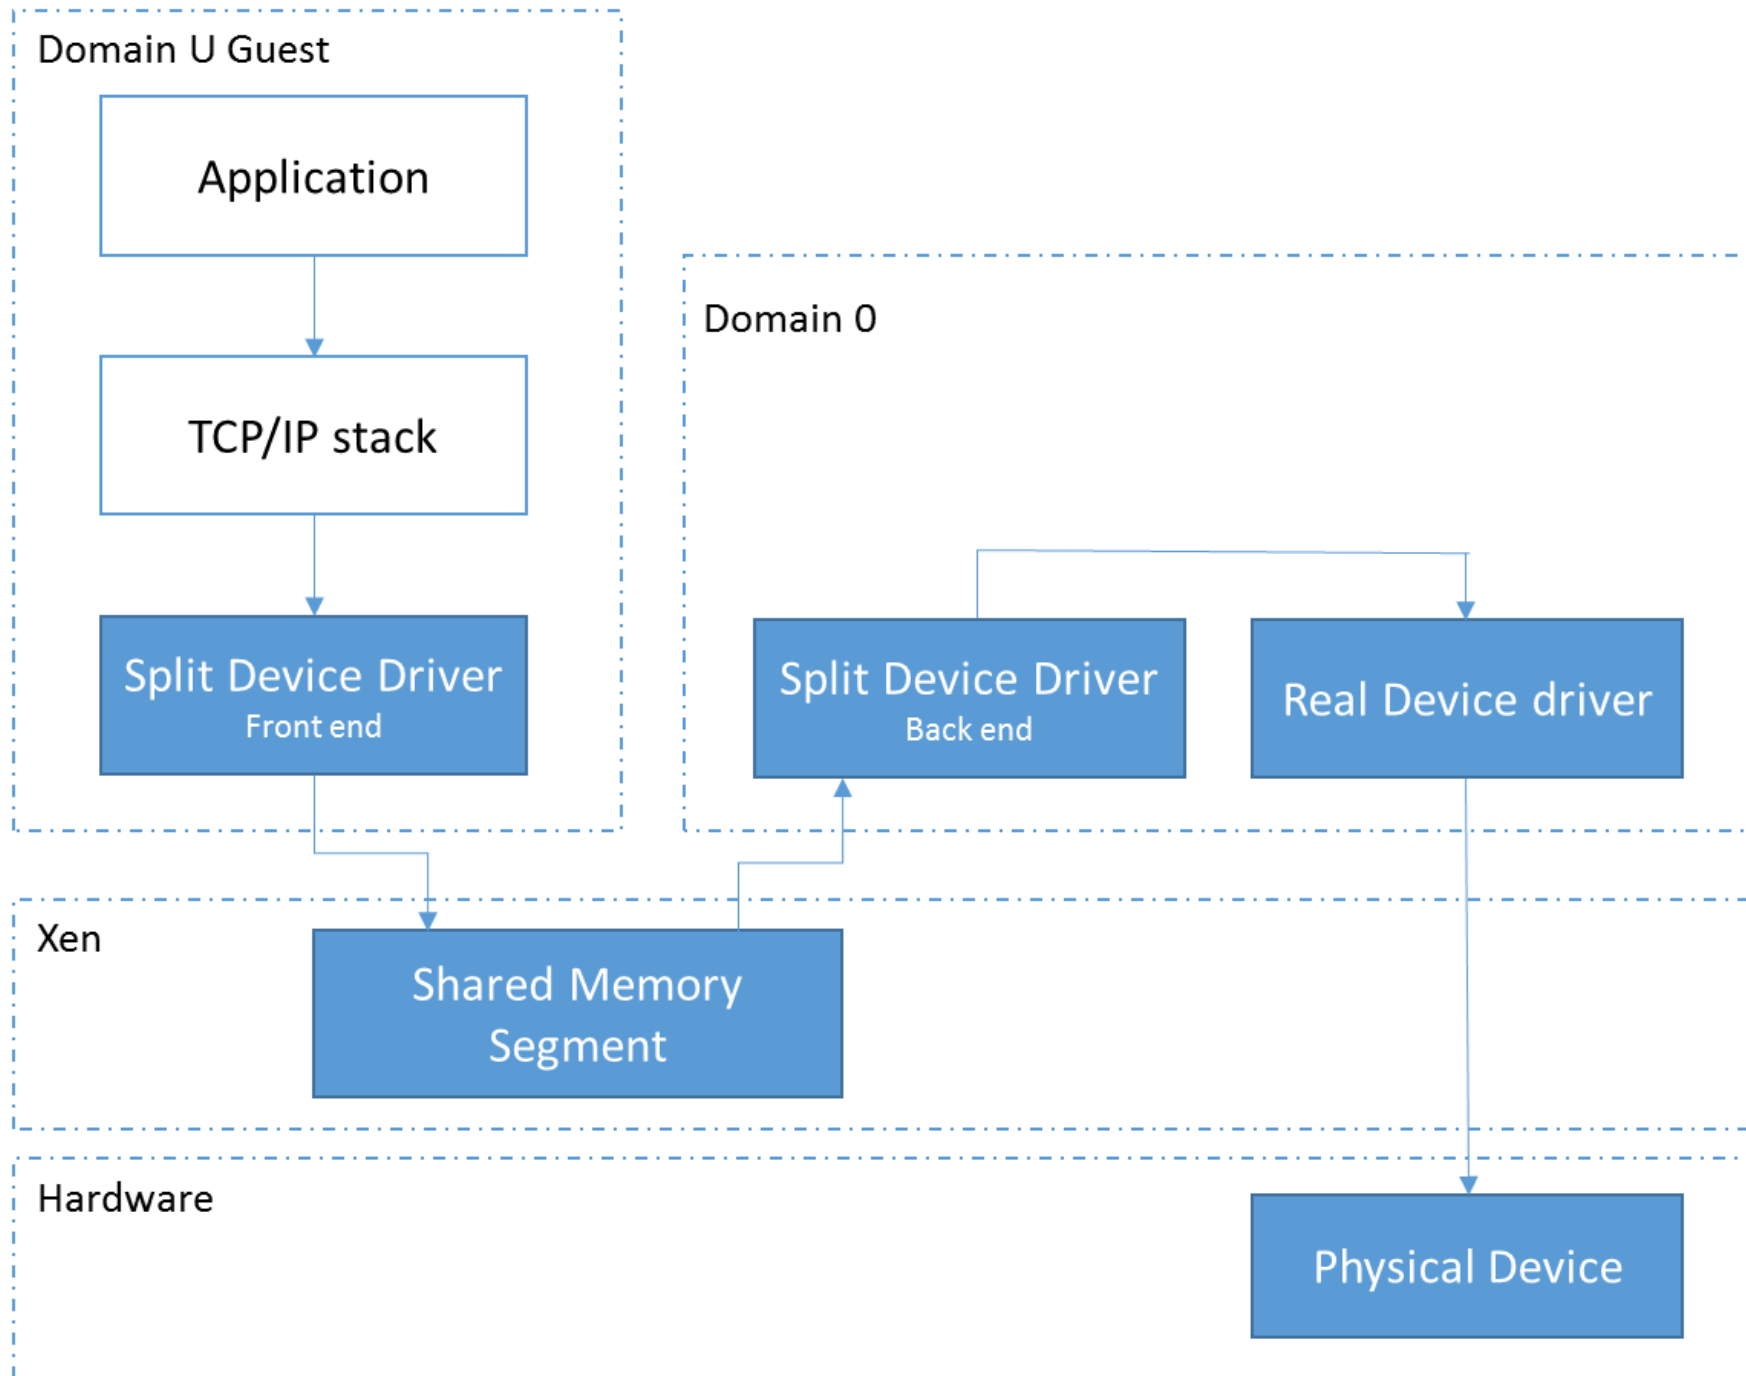 Domain U Guest
Application
TCP/IP stack
Split Device Driver
Front end
Domain 0
Split Device Driver
Back end
Real Device driver
Xen
Shared Memory
Segment
Hardware
Physical Device